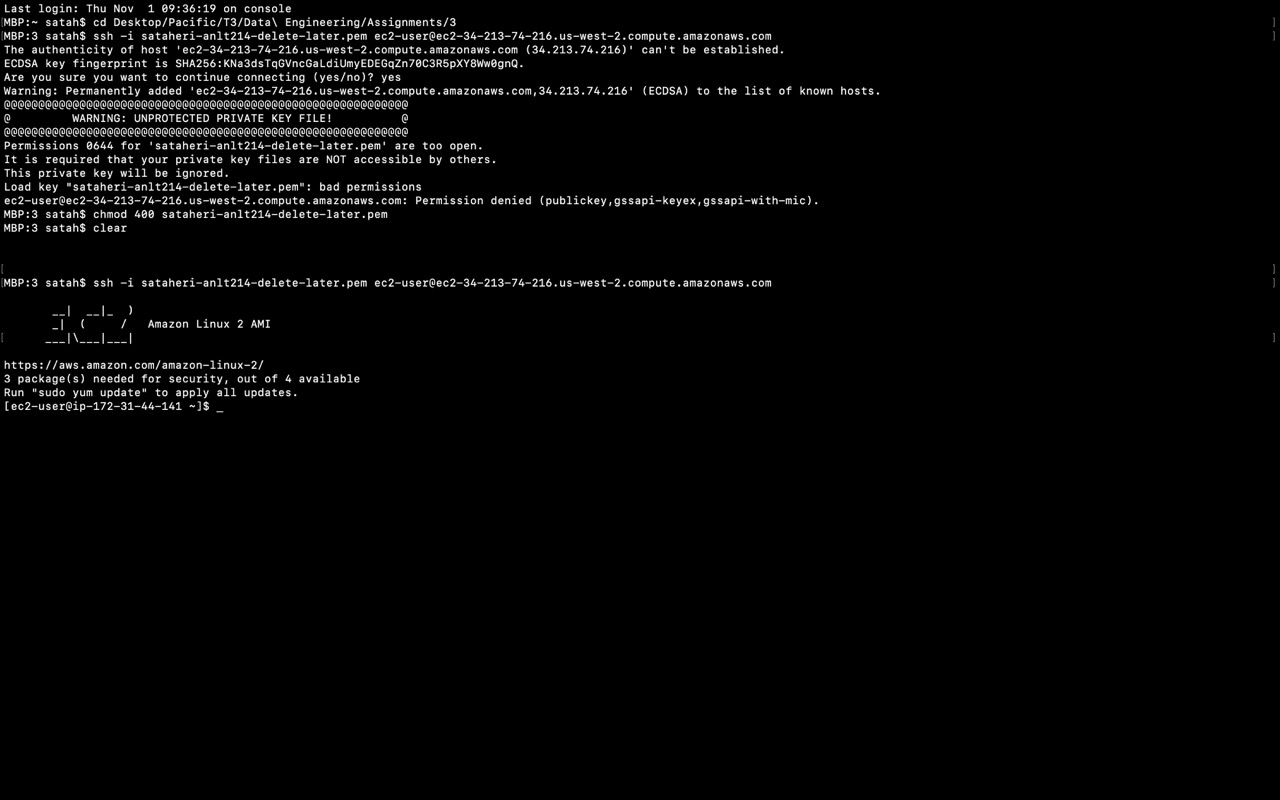 Last login: Thu Nov  1 09:36:19 on console
[MBP:~ satah$ cd Desktop/Pacific/T3/Data\ Engineering/Assignments/3 ]
[MBP:3 satah$ ssh -i sataheri-anlt214-delete-later.pem ec2-user@ec2-34-213-74-216.us-west-2.compute.amazonaws.com ]
The authenticity of host 'ec2-34-213-74-216.us-west-2.compute.amazonaws.com (34.213.74.216)' can't be established.
ECDSA key fingerprint is SHA256:KNa3dsTqGVncGaLdiUmyEDEGqZn70C3R5pXY8Ww0gnQ.
Are you sure you want to continue connecting (yes/no)? yes
Warning: Permanently added 'ec2-34-213-74-216.us-west-2.compute.amazonaws.com,34.213.74.216' (ECDSA) to the list of known hosts.
@@@@@@@@@@@@@@@@@@@@@@@@@@@@@@@@@@@@@@@@@@@@@@@@@@@@@@@@@@@
@         WARNING: UNPROTECTED PRIVATE KEY FILE!          @
@@@@@@@@@@@@@@@@@@@@@@@@@@@@@@@@@@@@@@@@@@@@@@@@@@@@@@@@@@@
Permissions 0644 for 'sataheri-anlt214-delete-later.pem' are too open.
It is required that your private key files are NOT accessible by others.
This private key will be ignored.
Load key "sataheri-anlt214-delete-later.pem": bad permissions
ec2-user@ec2-34-213-74-216.us-west-2.compute.amazonaws.com: Permission denied (publickey,gssapi-keyex,gssapi-with-mic).
MBP:3 satah$ chmod 400 sataheri-anlt214-delete-later.pem
MBP:3 satah$ clear
[ ]
[MBP:3 satah$ ssh -i sataheri-anlt214-delete-later.pem ec2-user@ec2-34-213-74-216.us-west-2.compute.amazonaws.com ]
       __|  __|_  )
       _|  (     /   Amazon Linux 2 AMI
[     ___|\___|___| ]
https://aws.amazon.com/amazon-linux-2/
3 package(s) needed for security, out of 4 available
Run "sudo yum update" to apply all updates.
[ec2-user@ip-172-31-44-141 ~]$ _